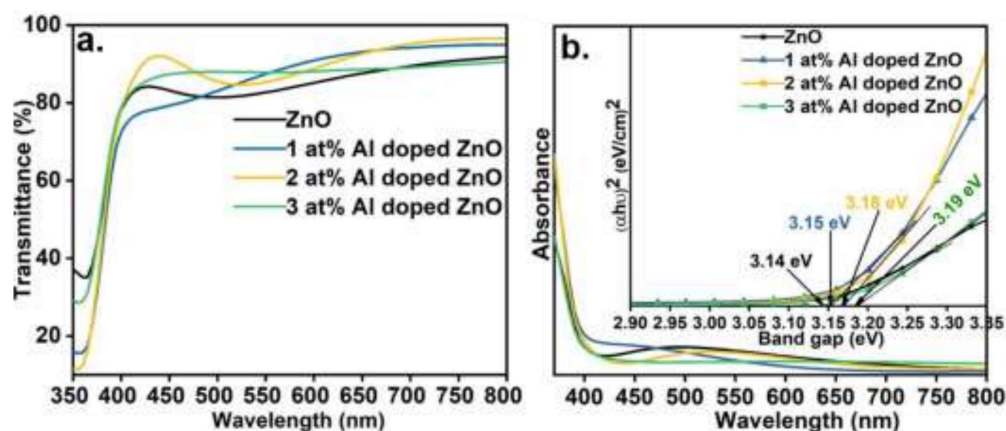 a.
Transmittance (%)
100
80
60
40
20
ZnO
1 at% Al doped ZnO
2 at% Al doped ZnO
3 at% Al doped ZnO
350 400 450 500 550 600 650 700 750 800
Wavelength (nm)
b.
Absorbance
ZnO
1 at% Al doped ZnO
2 at% Al doped ZnO
3 at% Al doped ZnO
(αhυ)² (eV/cm)²
3.18 eV
3.15 eV
3.19 eV
3.14 eV
2.90 2.95 3.00 3.05 3.10 3.15 3.20 3.25 3.30 3.35
Band gap (eV)
400 450 500 550 600 650 700 750 800
Wavelength (nm)